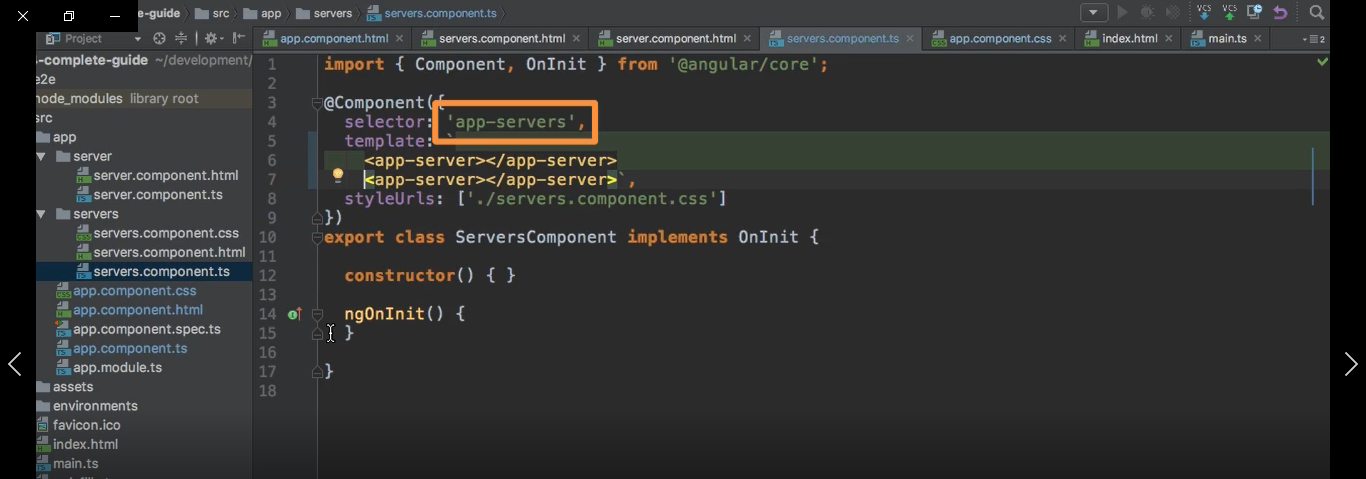 e-guide src app servers servers.component.ts
Project
app.component.html servers.component.html server.component.html servers.component.ts app.component.css index.html main.ts
-complete-guide ~/development/
e2e
node_modules library root
src
app
server
server.component.html
server.component.ts
servers
servers.component.css
servers.component.html
servers.component.ts
app.component.css
app.component.html
app.component.spec.ts
app.component.ts
app.module.ts
assets
environments
favicon.ico
index.html
main.ts
VCS VCS
2
1 import { Component, OnInit } from '@angular/core';
2
3 @Component({
4 selector: 'app-servers',
5 template: `
6 <app-server></app-server>
7 <app-server></app-server>`,
8 styleUrls: ['./servers.component.css']
9 })
10 export class ServersComponent implements OnInit {
11
12 constructor() { }
13
14 ngOnInit() {
15 }
16
17 }
18